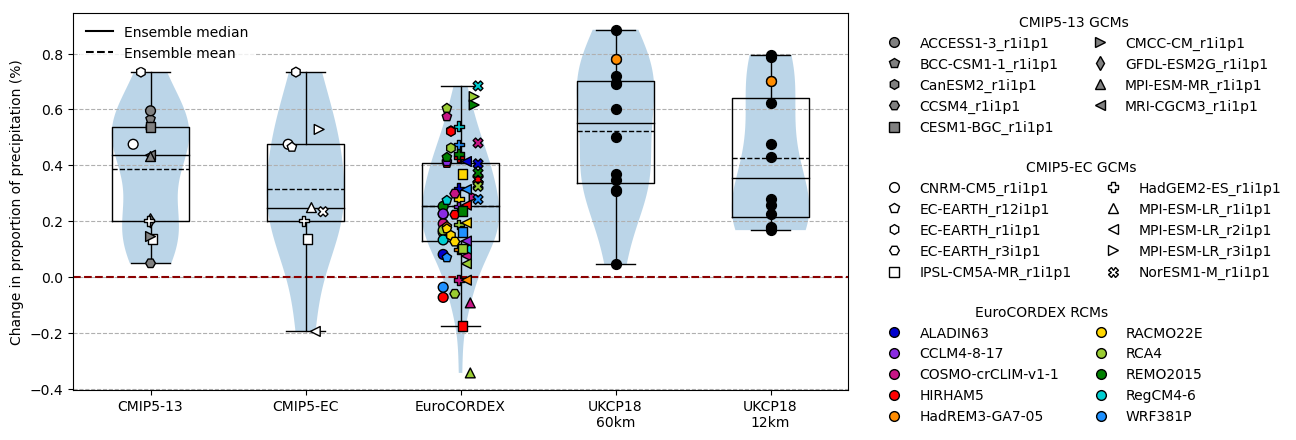 Change in proportion of precipitation (%)
0.8
0.6
0.4
0.2
0.0
−0.2
−0.4
Ensemble median
Ensemble mean
CMIP5-13
CMIP5-EC
EuroCORDEX
UKCP18
60km
UKCP18
12km
CMIP5-13 GCMs
ACCESS1-3_r1i1p1
BCC-CSM1-1_r1i1p1
CanESM2_r1i1p1
CCSM4_r1i1p1
CESM1-BGC_r1i1p1
CMCC-CM_r1i1p1
GFDL-ESM2G_r1i1p1
MPI-ESM-MR_r1i1p1
MRI-CGCM3_r1i1p1
CMIP5-EC GCMs
CNRM-CM5_r1i1p1
EC-EARTH_r12i1p1
EC-EARTH_r1i1p1
EC-EARTH_r3i1p1
IPSL-CM5A-MR_r1i1p1
HadGEM2-ES_r1i1p1
MPI-ESM-LR_r1i1p1
MPI-ESM-LR_r2i1p1
MPI-ESM-LR_r3i1p1
NorESM1-M_r1i1p1
EuroCORDEX RCMs
ALADIN63
CCLM4-8-17
COSMO-crCLIM-v1-1
HIRHAM5
HadREM3-GA7-05
RACMO22E
RCA4
REMO2015
RegCM4-6
WRF381P